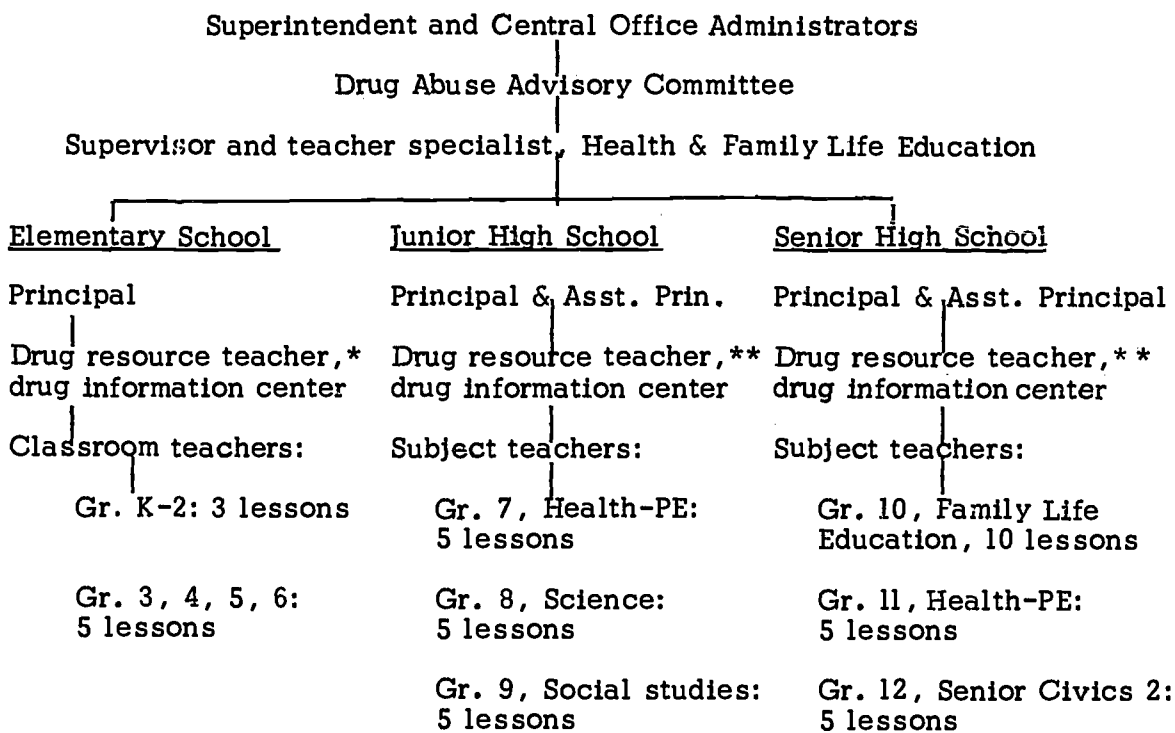 Superintendent and Central Office Administrators
Drug Abuse Advisory Committee
Supervisor and teacher specialist, Health & Family Life Education
Elementary School
Principal
Drug resource teacher,*
drug information center
Classroom teachers:
Gr. K-2: 3 lessons
Gr. 3, 4, 5, 6:
5 lessons
Junior High School
Principal & Asst. Prin.
Drug resource teacher,**
drug information center
Subject teachers:
Gr. 7, Health-PE:
5 lessons
Gr. 8, Science:
5 lessons
Gr. 9, Social studies:
5 lessons
Senior High School
Principal & Asst. Principal
Drug resource teacher,**
drug information center
Subject teachers:
Gr. 10, Family Life
Education, 10 lessons
Gr. 11, Health-PE:
5 lessons
Gr. 12, Senior Civics 2:
5 lessons